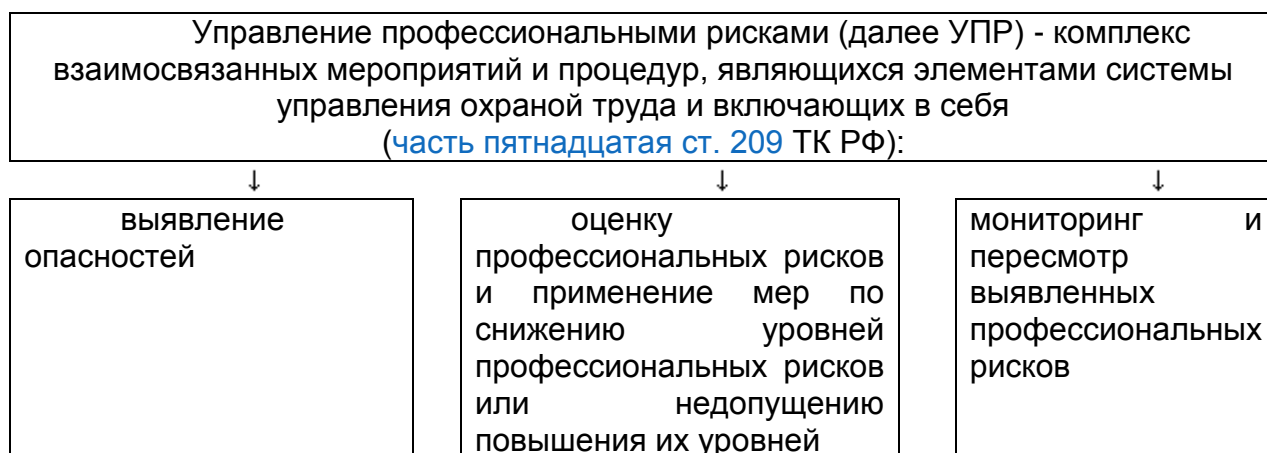 Управление профессиональными рисками (далее УПР) - комплекс
взаимосвязанных мероприятий и процедур, являющихся элементами системы
управления охраной труда и включающих в себя
(часть пятнадцатая ст. 209 ТК РФ):
↓ ↓ ↓
выявление
опасностей
оценку
профессиональных рисков
и применение мер по
снижению уровней
профессиональных рисков
или недопущению
повышения их уровней
мониторинг и
пересмотр
выявленных
профессиональных
рисков